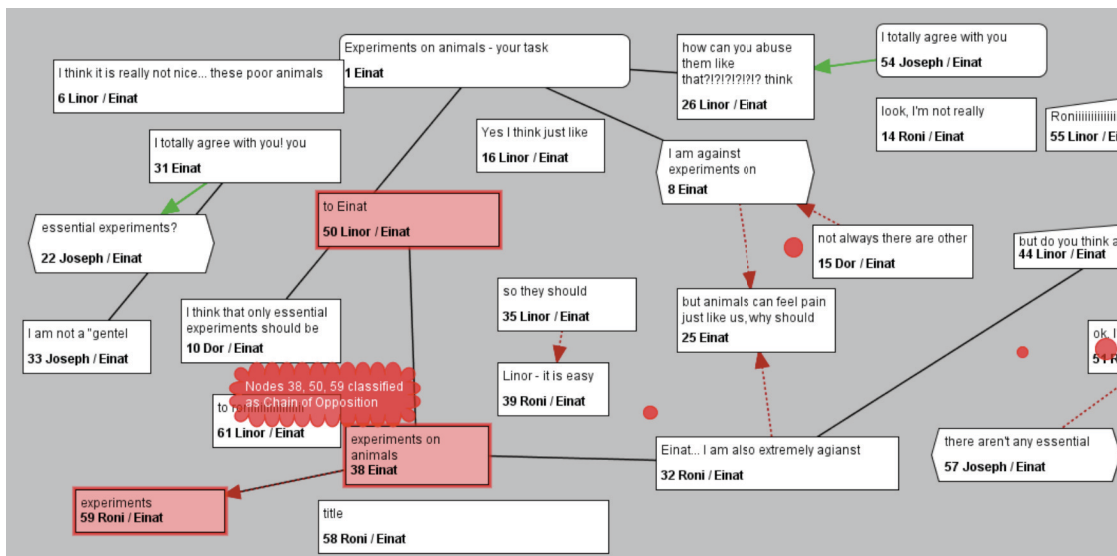 Experiments on animals - your task
1 Einat
I think it is really not nice... these poor animals
6 Linor / Einat
how can you abuse
them like
that?!?!?!?!?!? think
26 Linor / Einat
I totally agree with you
54 Joseph / Einat
look, I'm not really
14 Roni / Einat
55 Linor /
I totally agree with you! you
31 Einat
Yes I think just like
16 Linor / Einat
I am against
experiments on
8 Einat
to Einat
50 Linor / Einat
essential experiments?
22 Joseph / Einat
not always there are other
15 Dor / Einat
but do you think
44 Linor / Einat
so they should
35 Linor / Einat
but animals can feel pain
just like us, why should
25 Einat
I think that only essential
experiments should be
10 Dor / Einat
I am not a "gentel
33 Joseph / Einat
ok, I
Linor - it is easy
39 Roni / Einat
Nodes 38, 50, 59 classified
as Chain of Opposition
61 Linor / Einat
experiments on
animals
38 Einat
Einat... I am also extremely agianst
32 Roni / Einat
there aren't any essential
57 Joseph / Einat
experiments
59 Roni / Einat
title
58 Roni / Einat